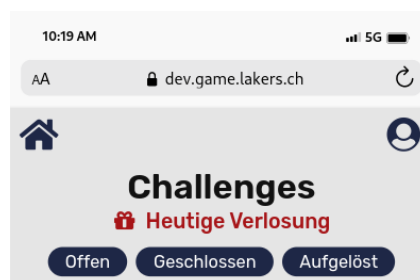 10:19 AM 5G
AA dev.game.lakers.ch
Challenges
Heutige Verlosung
Offen Geschlossen Aufgelöst